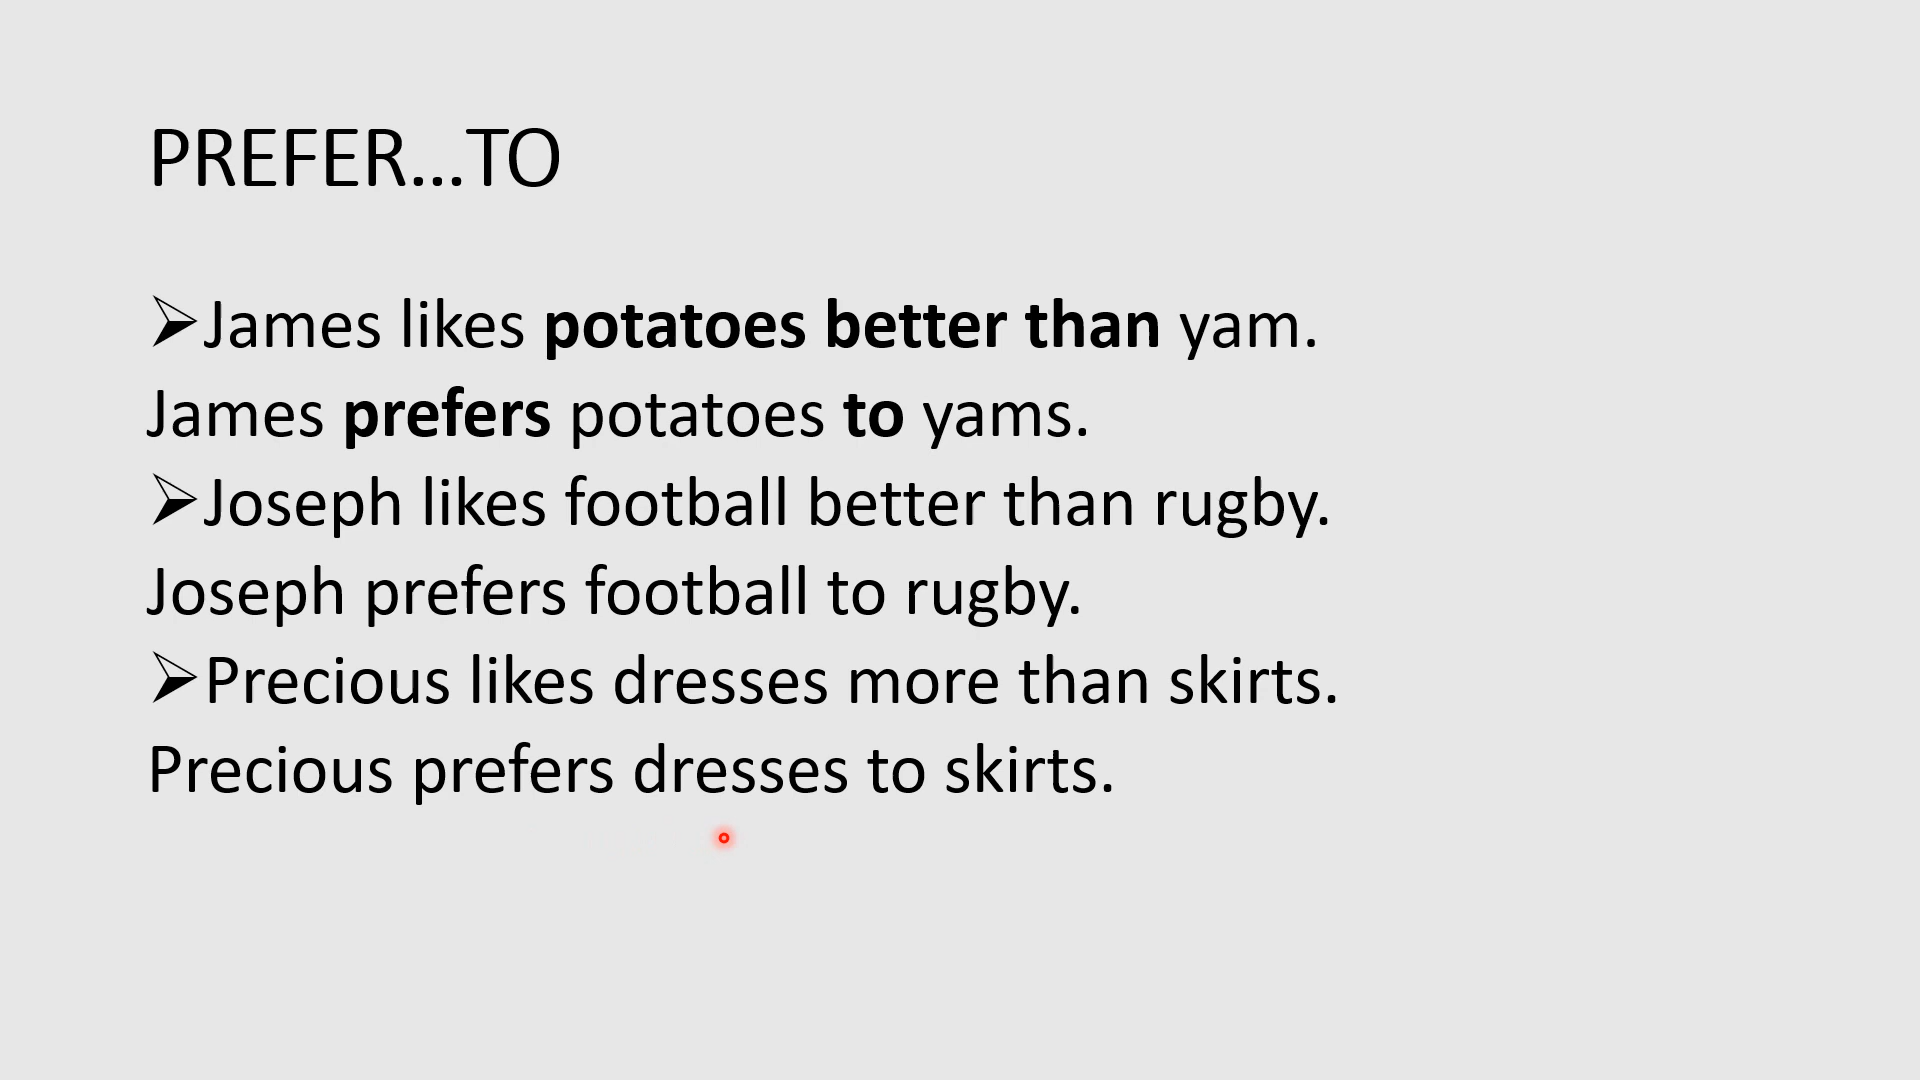 PREFER...TO
➢James likes potatoes better than yam.
James prefers potatoes to yams.
➢Joseph likes football better than rugby.
Joseph prefers football to rugby.
➢Precious likes dresses more than skirts.
Precious prefers dresses to skirts.